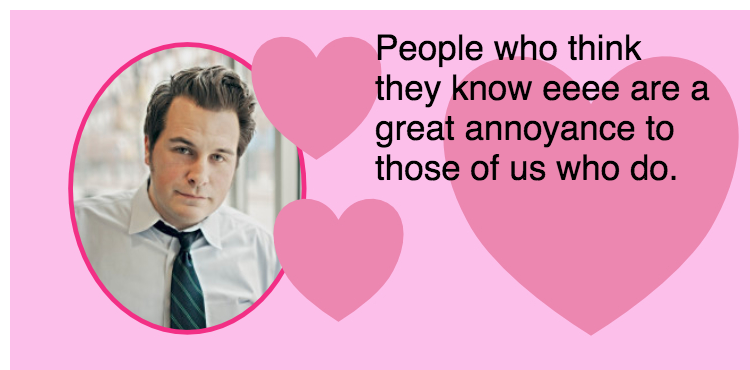 People who think
they know eeee are a
great annoyance to
those of us who do.